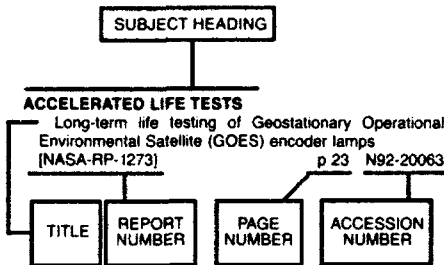 SUBJECT HEADING
ACCELERATED LIFE TESTS
Long-term life testing of Geostationary Operational
Environmental Satellite (GOES) encoder lamps
[NASA-RP-1273] p 23 N92-20063
TITLE REPORT NUMBER PAGE NUMBER ACCESSION NUMBER